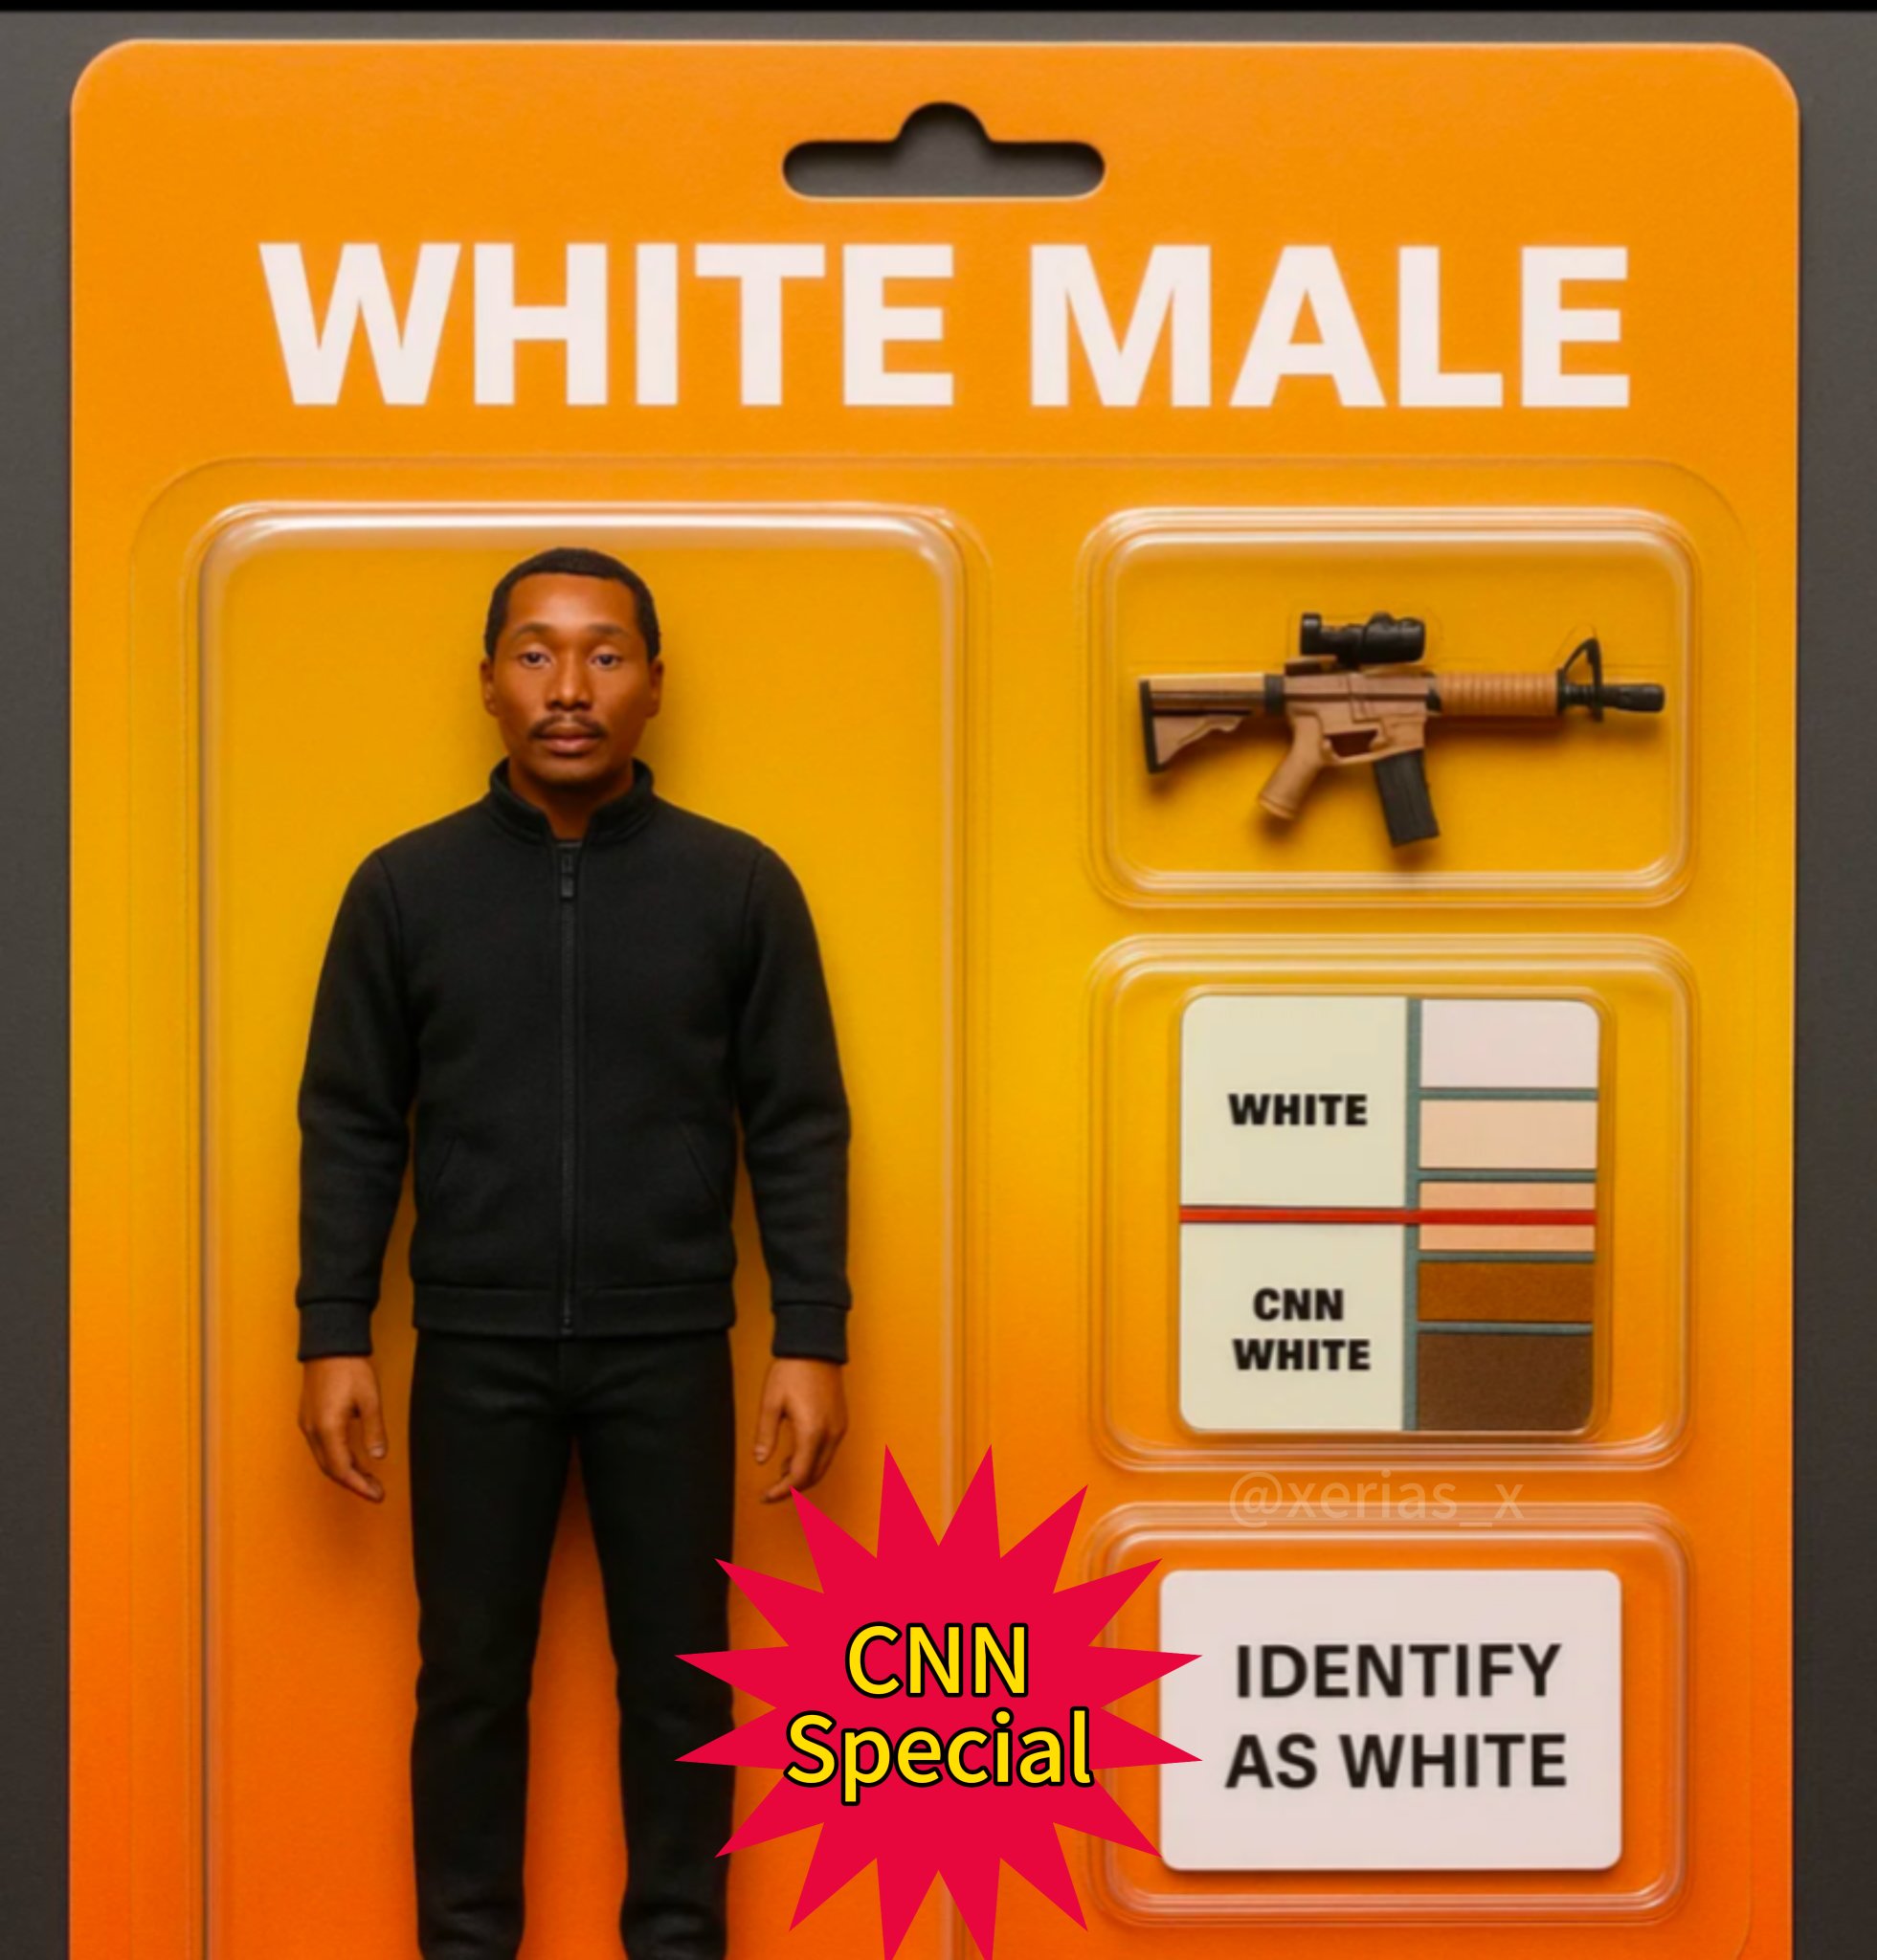 WHITE MALE
WHITE
CNN
WHITE
@xerias_x
CNN
Special
IDENTIFY
AS WHITE